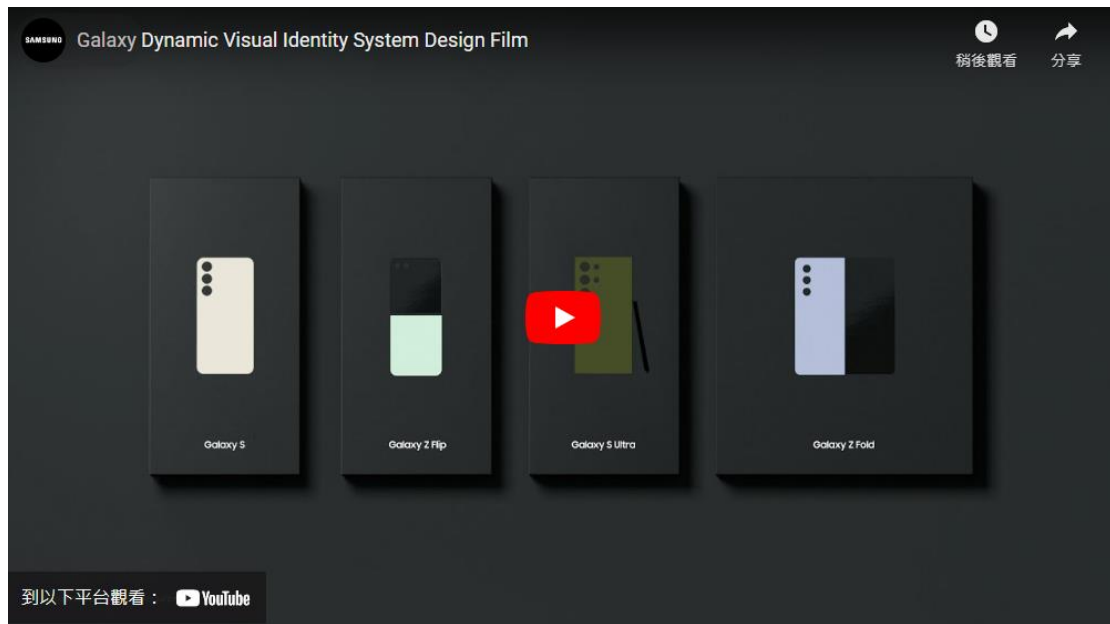 SAMSUNG
Galaxy Dynamic Visual Identity System Design Film
稍後觀看
分享
Galaxy S
Galaxy Z Flip
Galaxy S Ultra
Galaxy Z Fold
到以下平台觀看： YouTube